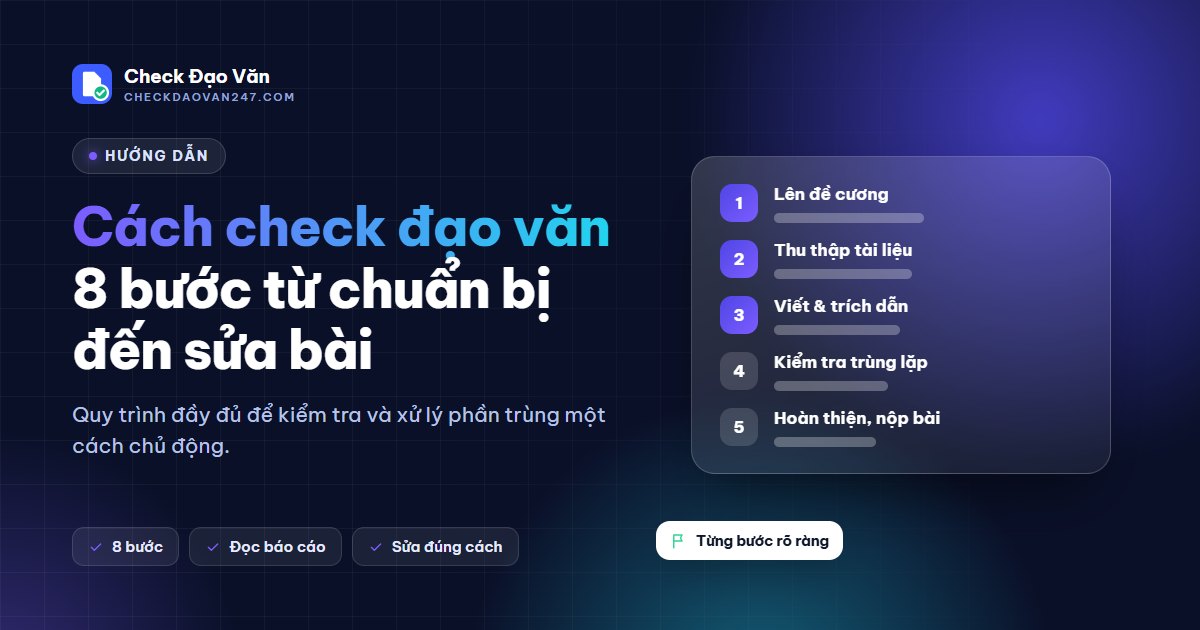 Check Đạo Văn
CHECKDAOVAN247.COM
HƯỚNG DẪN
Cách check đạo văn
8 bước từ chuẩn bị
đến sửa bài
Quy trình đầy đủ để kiểm tra và xử lý phần trùng một
cách chủ động.
8 bước
Đọc báo cáo
Sửa đúng cách
1
Lên đề cương
2
Thu thập tài liệu
3
Viết & trích dẫn
4
Kiểm tra trùng lặp
5
Hoàn thiện, nộp bài
Từng bước rõ ràng